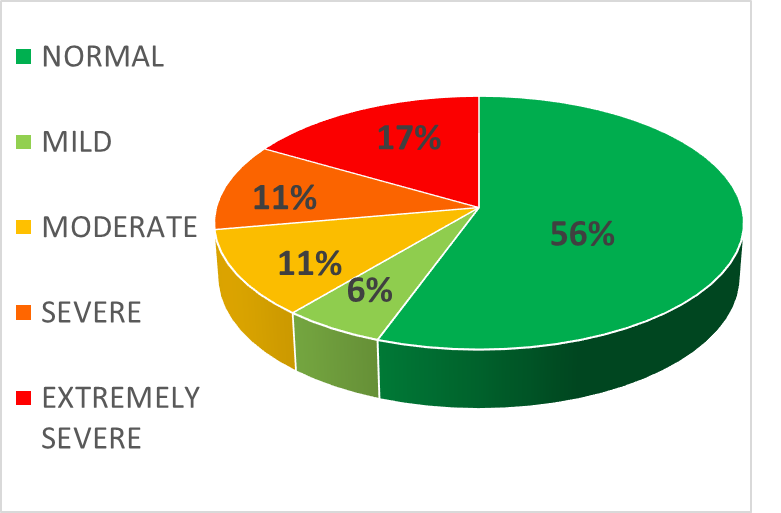 NORMAL
MILD
MODERATE
SEVERE
EXTREMELY
SEVERE
17%
11%
11%
6%
56%